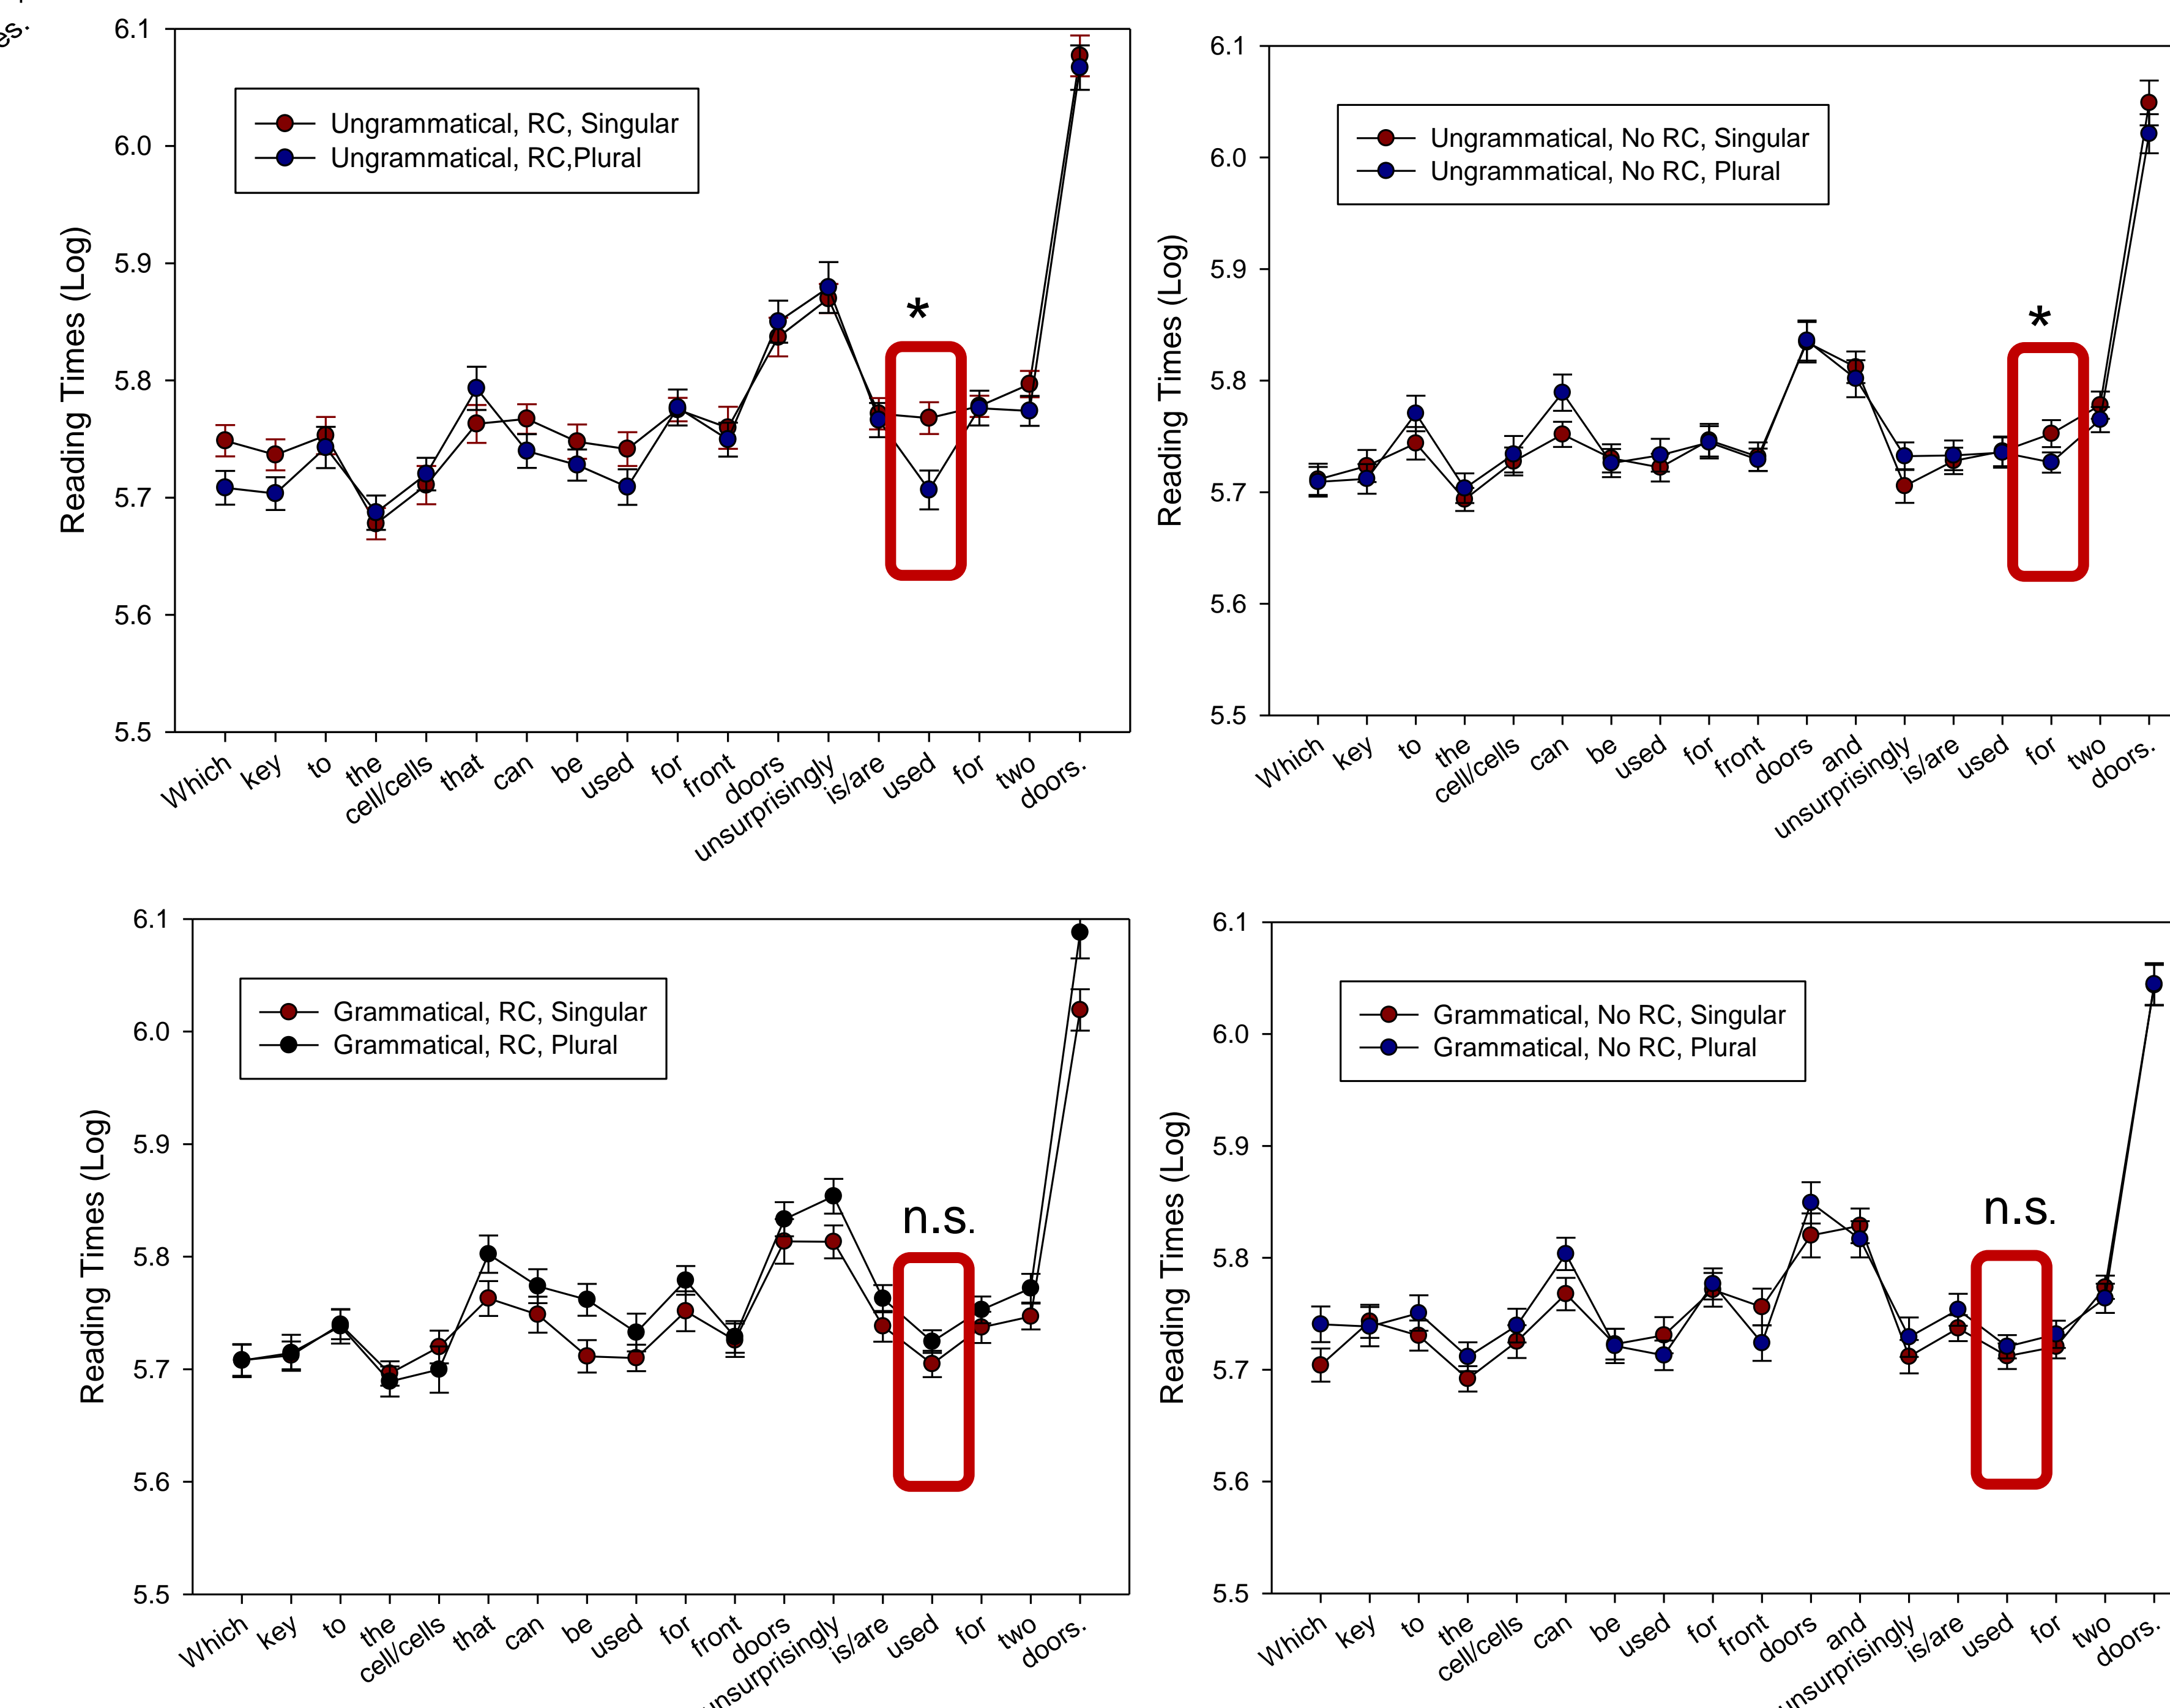 es.
6.1
6.0
5.9
5.8
5.7
5.6
5.5
Reading Times (Log)
Ungrammatical, RC, Singular
Ungrammatical, RC,Plural
*
Which key to the cell/cells that can be used for front doors unsurprisingly is/are used for two doors.
6.1
6.0
5.9
5.8
5.7
5.6
5.5
Reading Times (Log)
Ungrammatical, No RC, Singular
Ungrammatical, No RC, Plural
*
Which key to the cell/cells can be used for front doors and unsurprisingly is/are used for two doors.
6.1
6.0
5.9
5.8
5.7
5.6
5.5
Reading Times (Log)
Grammatical, RC, Singular
Grammatical, RC, Plural
n.s.
Which key to the cell/cells that can be used for front doors unsurprisingly is/are used for two doors.
6.1
6.0
5.9
5.8
5.7
5.6
5.5
Reading Times (Log)
Grammatical, No RC, Singular
Grammatical, No RC, Plural
n.s.
Which key to the cell/cells can be used for front doors and unsurprisingly is/are used for two doors.